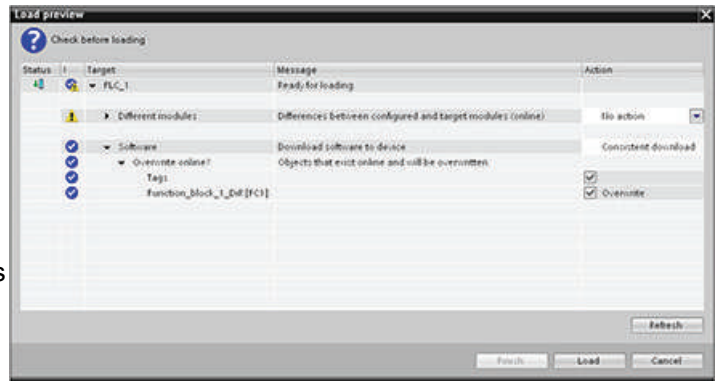 Load preview
Check before loading
Status ! Target Message Action
PLC_1 Ready for loading
Different modules Differences between configured and target modules (online) No action
Software Download software to device Consistent download
Overwrite online? Objects that exist online and will be overwritten
Tags
Function_block_1_Dif [FC1] Overwrite
s
Refresh
Finish Load Cancel